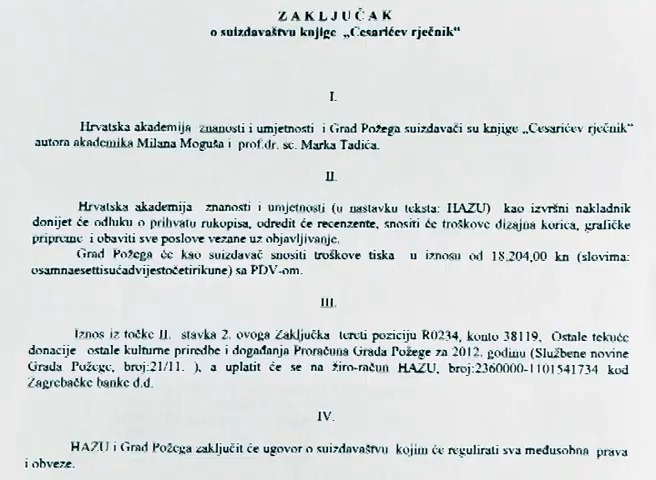 ZAKLJUČAK
o suizdavaštvu knjige „Cesarićev rječnik“
I.
Hrvatska akademija znanosti i umjetnosti i Grad Požega suizdavači su knjige „Cesarićev rječnik“
autora akademika Milana Moguša i prof.dr. sc. Marka Tadića.
II.
Hrvatska akademija znanosti i umjetnosti (u nastavku teksta: HAZU) kao izvršni nakladnik
donijet će odluku o prihvatu rukopisa, odredit će recenzente, snositi će troškove dizajna korica, grafičke
pripreme i obaviti sve poslove vezane uz objavljivanje.
Grad Požega će kao suizdavač snositi troškove tiska u iznosu od 18.204,00 kn (slovima:
osamnaesettisućadvijestočetirikune) sa PDV-om.
III.
Iznos iz točke II. stavka 2. ovoga Zaključka tereti poziciju R0234, konto 38119, Ostale tekuće
donacije ostale kulturne priredbe i događanja Proračuna Grada Požege za 2012. godinu (Službene novine
Grada Požege, broj:21/11. ), a uplatit će se na žiro-račun HAZU, broj:2360000-1101541734 kod
Zagrebačke banke d.d.
IV.
HAZU i Grad Požega zaključit će ugovor o suizdavaštvu kojim će regulirati sva međusobna prava
i obveze.